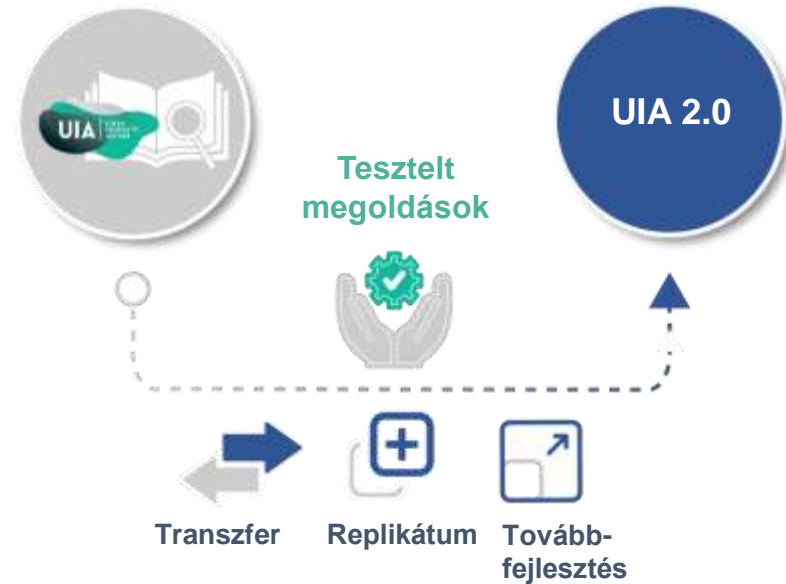 UIA
UIA 2.0
Tesztelt
megoldások
Transzfer
Replikátum
Tovább-
fejlesztés